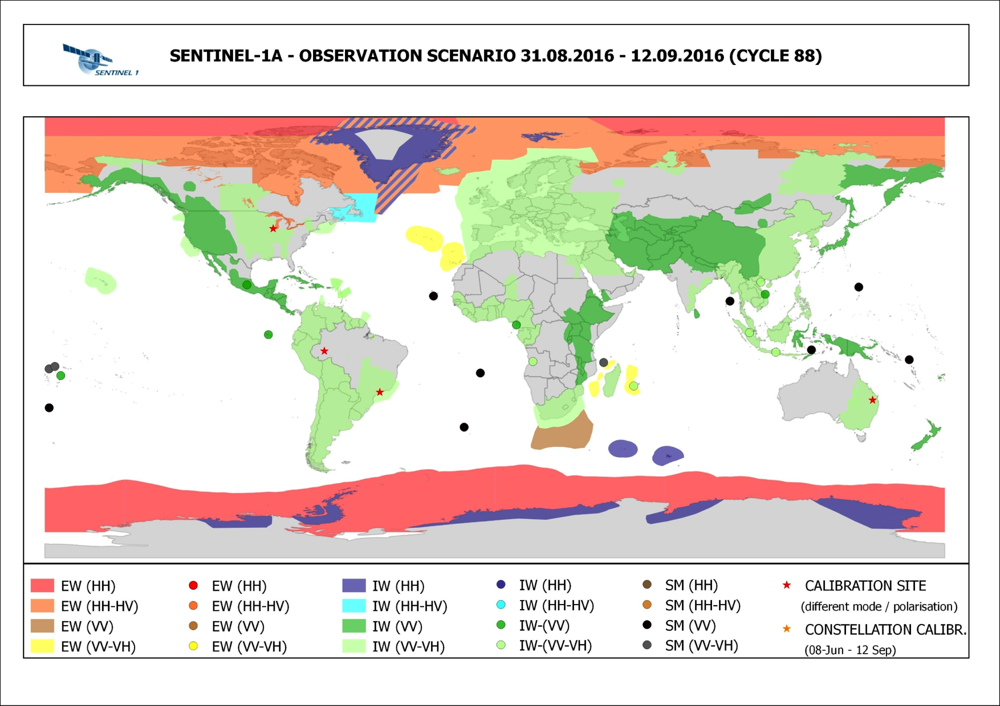 SENTINEL 1
SENTINEL-1A - OBSERVATION SCENARIO 31.08.2016 - 12.09.2016 (CYCLE 88)
EW (HH)
EW (HH-HV)
EW (VV)
EW (VV-VH)
EW (HH)
EW (HH-HV)
EW (VV)
EW (VV-VH)
IW (HH)
IW (HH-HV)
IW (VV)
IW (VV-VH)
IW (HH)
IW (HH-HV)
IW-(VV)
IW-(VV-VH)
SM (HH)
SM (HH-HV)
SM (VV)
SM (VV-VH)
CALIBRATION SITE
(different mode / polarisation)
CONSTELLATION CALIBR.
(08-Jun - 12 Sep)